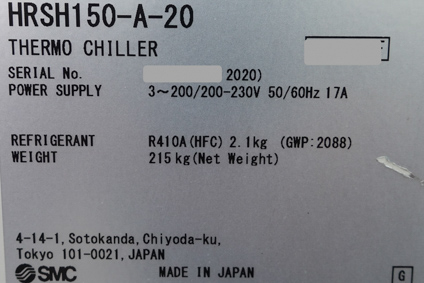 HRSH150-A-20
THERMO CHILLER
SERIAL No. 2020)
POWER SUPPLY 3~200/200-230V 50/60Hz 17A
REFRIGERANT R410A(HFC) 2.1kg (GWP:2088)
WEIGHT 215kg(Net Weight)
4-14-1, Sotokanda, Chiyoda-ku,
Tokyo 101-0021, JAPAN
SMC MADE IN JAPAN G